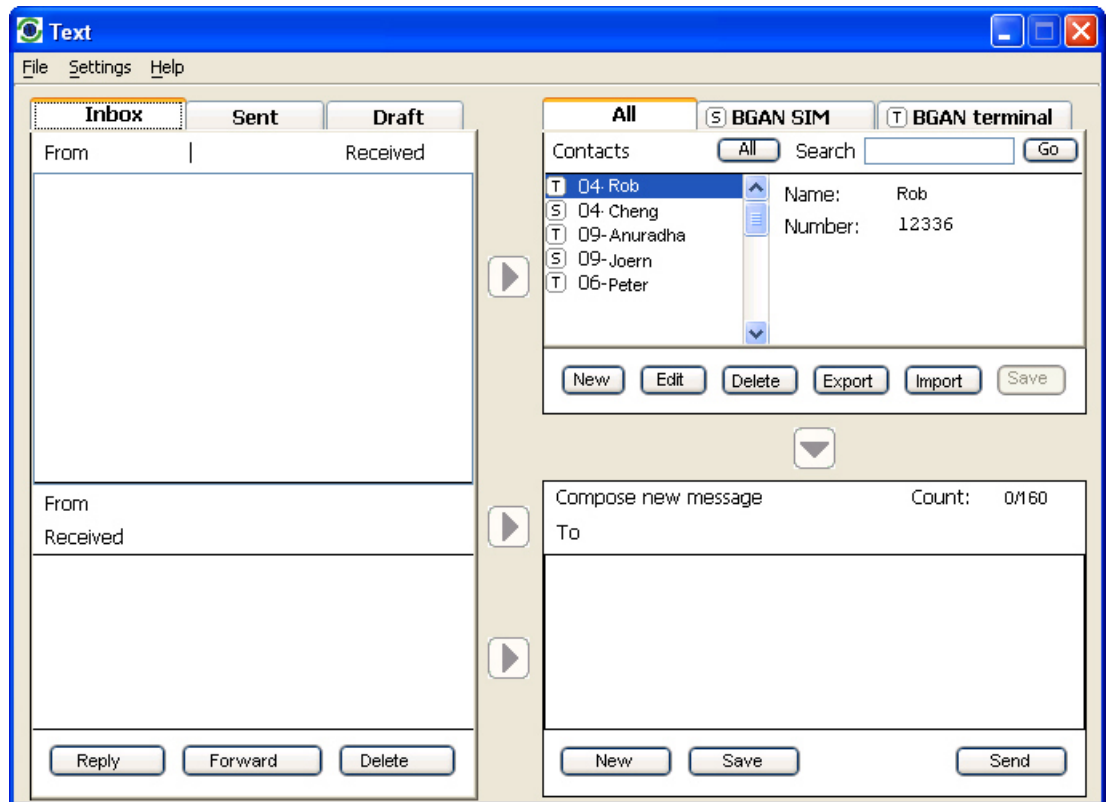 Text
File Settings Help
Inbox Sent Draft
From Received
From
Received
Reply Forward Delete
All S BGAN SIM T BGAN terminal
Contacts All Search Go
T 04-Rob
S 04-Cheng
T 09-Anuradha
S 09-Joern
T 06-Peter
Name: Rob
Number: 12336
New Edit Delete Export Import Save
Compose new message Count: 0/160
To
New Save Send